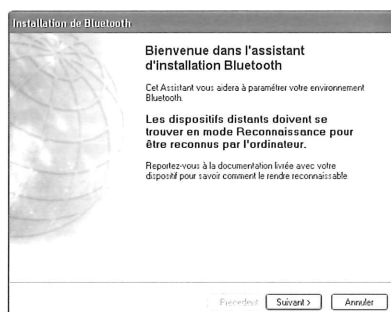 Installation de Bluetooth
Bienvenue dans l'assistant
d'installation Bluetooth
Cet Assistant vous aidera à paramétrer votre environnement
Bluetooth.
Les dispositifs distants doivent se
trouver en mode Reconnaissance pour
être reconnus par l'ordinateur.
Reportez-vous à la documentation livrée avec votre
dispositif pour savoir comment le rendre reconnaissable
Précédent Suivant > Annuler